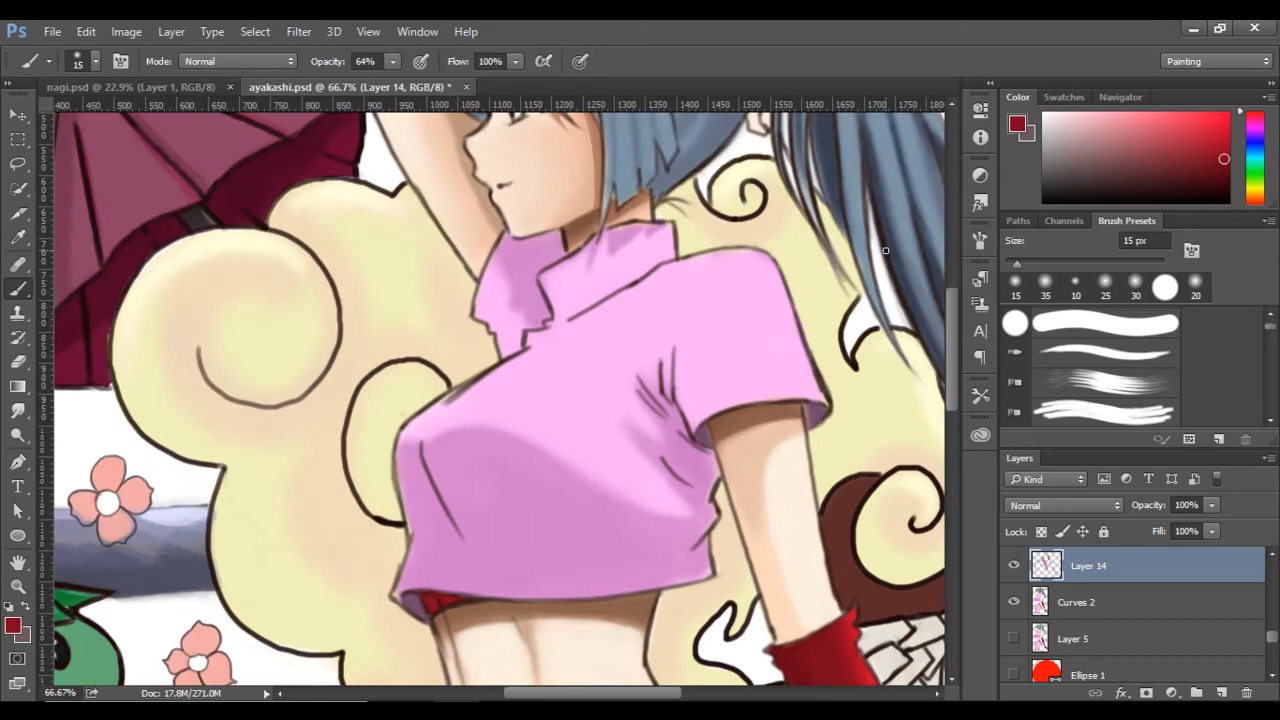 Ps File Edit Image Layer Type Select Filter 3D View Window Help
15 Mode: Normal Opacity: 64% Flow: 100% Painting
nagi.psd @ 22.9% (Layer 1, RGB/8) × ayakashi.psd @ 66.7% (Layer 14, RGB/8) * ×
400 450 500 550 600 650 700 750 800 850 900 950 1000 1050 1100 1150 1200 1250 1300 1350 1400 1450 1500 1550 1600 1650 1700 1750 1800
Color Swatches Navigator
Paths Channels Brush Presets
Size: 15 px
15 35 10 25 30 20
Layers
Kind
Normal Opacity: 100%
Lock: Fill: 100%
Layer 14
Curves 2
Layer 5
Ellipse 1
66.67% Doc: 17.8M/271.0M